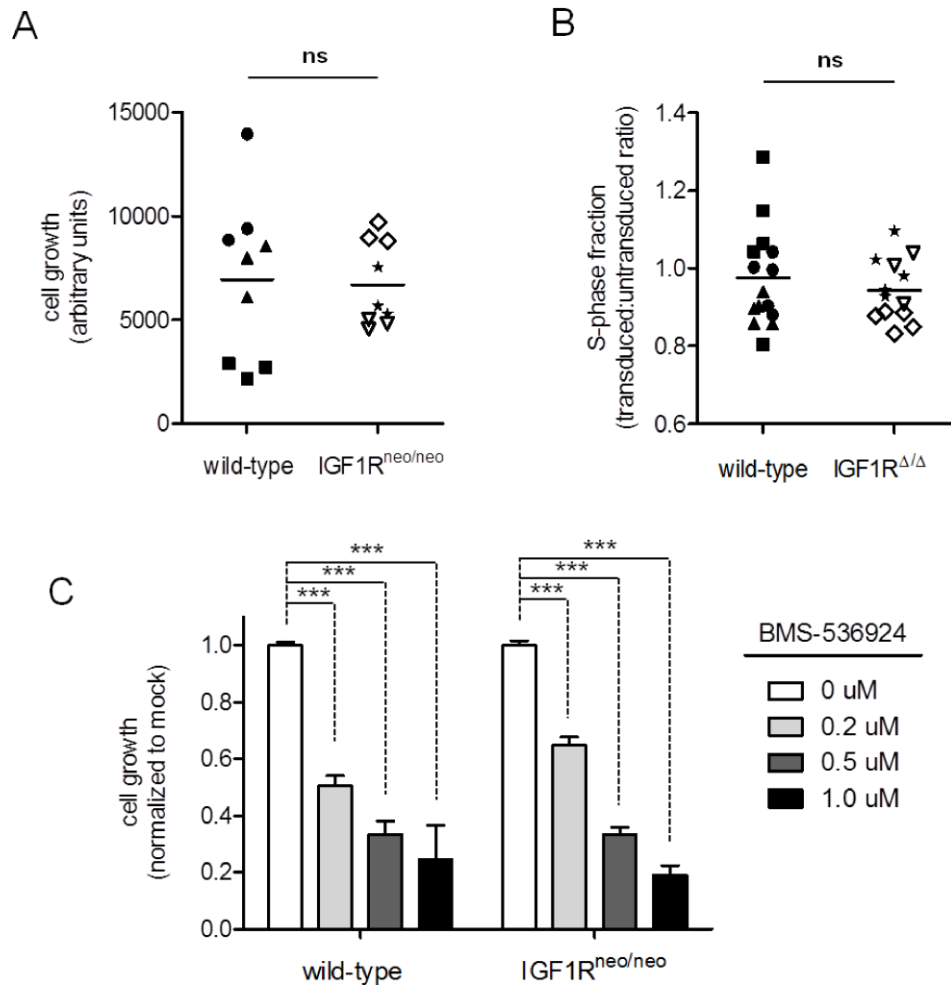 A
ns
cell growth
(arbitrary units)
15000
10000
5000
0
wild-type
IGF1R^neo/neo
B
ns
S-phase fraction
(transduced:untransduced ratio)
1.4
1.2
1.0
0.8
0.6
wild-type
IGF1R^Δ/Δ
C
***
***
***
***
***
***
cell growth
(normalized to mock)
1.0
0.8
0.6
0.4
0.2
0.0
wild-type
IGF1R^neo/neo
BMS-536924
0 uM
0.2 uM
0.5 uM
1.0 uM